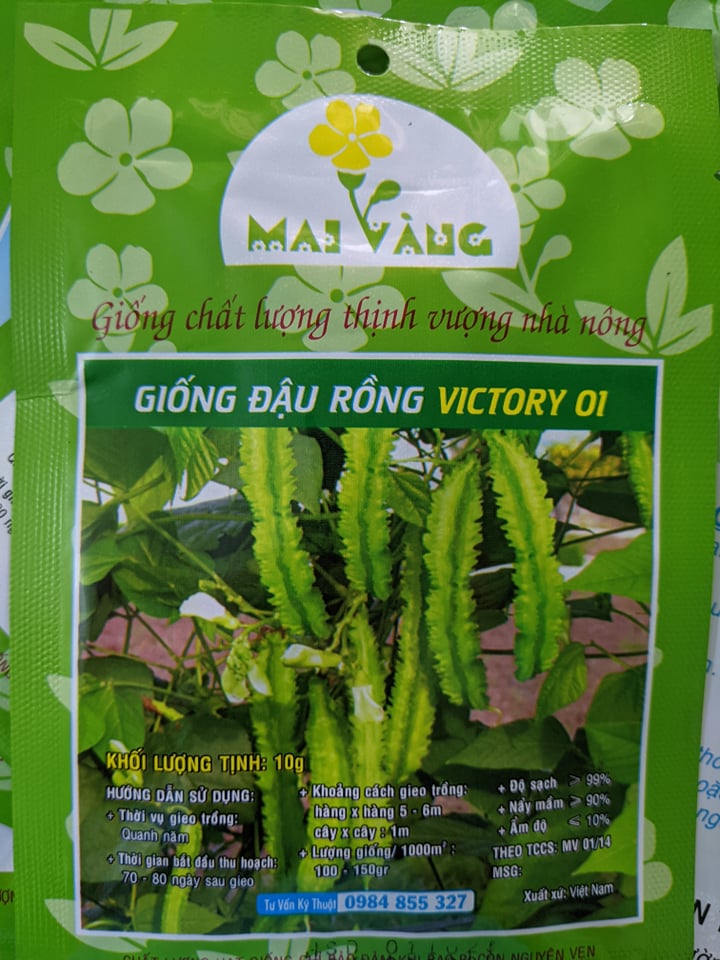 MAI VÀNG
Giống chất lượng thịnh vượng nhà nông
GIỐNG ĐẬU RỒNG VICTORY 01
KHỐI LƯỢNG TỊNH: 10g
HƯỚNG DẪN SỬ DỤNG:
+ Thời vụ gieo trồng:
Quanh năm
+ Thời gian bắt đầu thu hoạch:
70 - 80 ngày sau gieo
+ Khoảng cách gieo trồng:
hàng x hàng 5 - 6m
cây x cây : 1m
+ Lượng giống/ 1000m² :
100 - 150gr
+ Độ sạch ≥ 99%
+ Nẩy mầm ≥ 90%
+ Ẩm độ ≤ 10%
THEO TCCS: MV 01/14
MSG:
Xuất xứ: Việt Nam
Tư Vấn Kỹ Thuật 0984 855 327